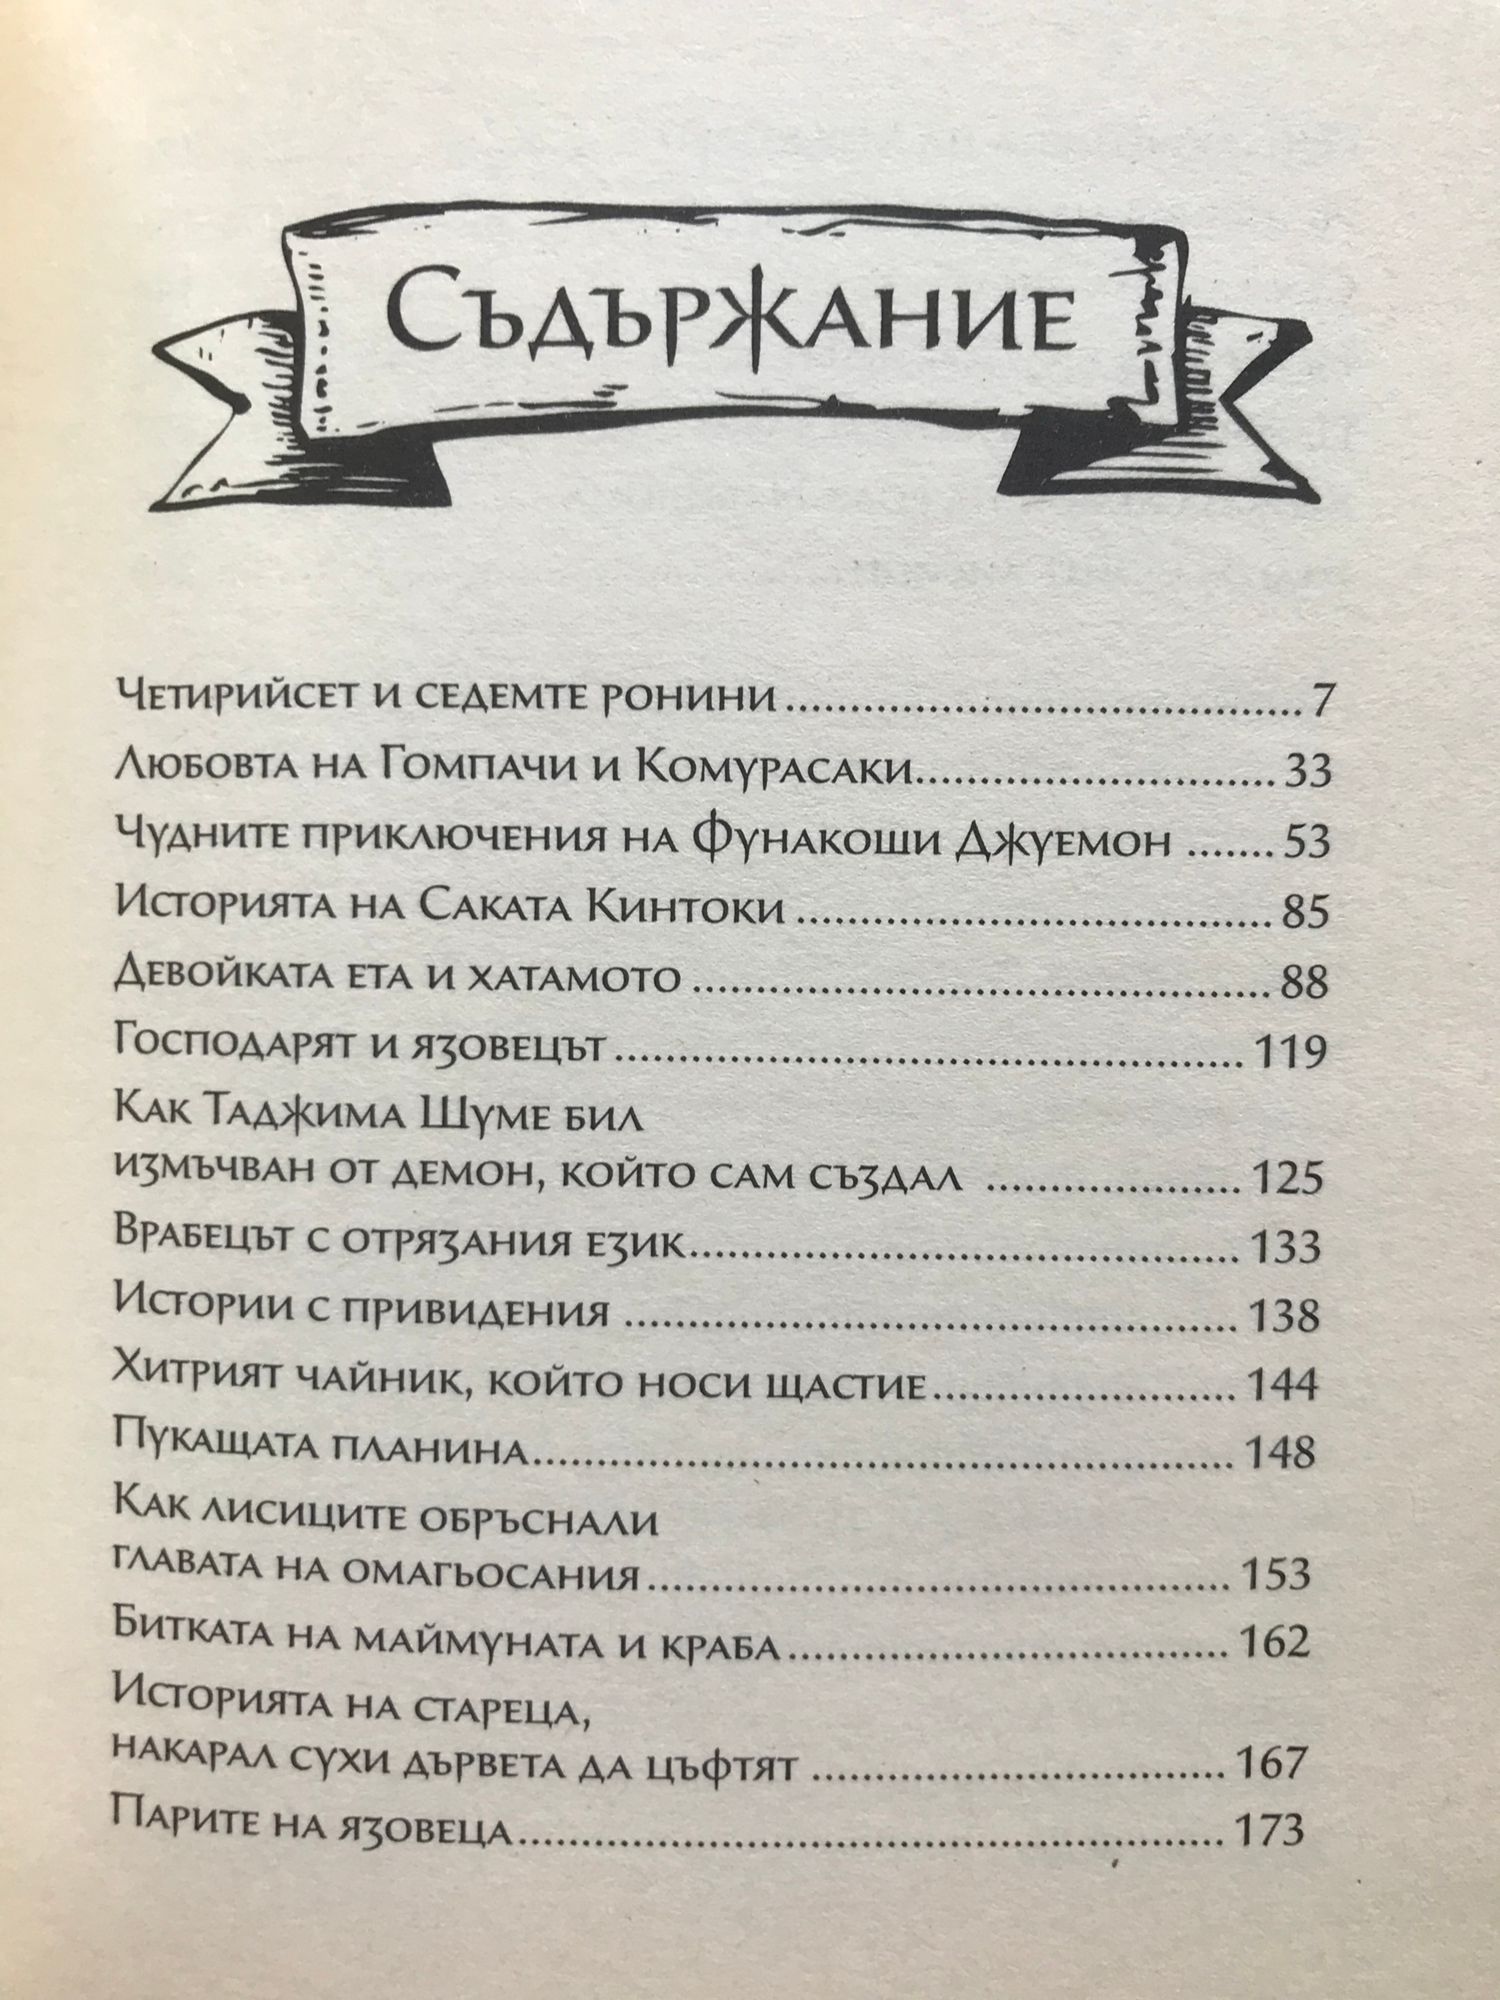 Съдържание
Четирийсет и седемте ронини........................................ 7
Любовта на Гомпачи и Комурасаки............................ 33
Чудните приключения на Фунакоши Джуемон ....... 53
Историята на Саката Кинтоки ..................................... 85
Девойката ета и хатамото ............................................. 88
Господарят и язовецът................................................. 119
Как Таджима Шуме бил
измъчван от демон, който сам създал .................... 125
Врабецът с отрязания език........................................... 133
Истории с привидения ................................................ 138
Хитрият чайник, който носи щастие........................ 144
Пукащата планина....................................................... 148
Как лисиците обръснали
главата на омагьосания.............................................. 153
Битката на маймуната и краба................................... 162
Историята на стареца,
накарал сухи дървета да цъфтят ................................ 167
Парите на язовеца........................................................ 173